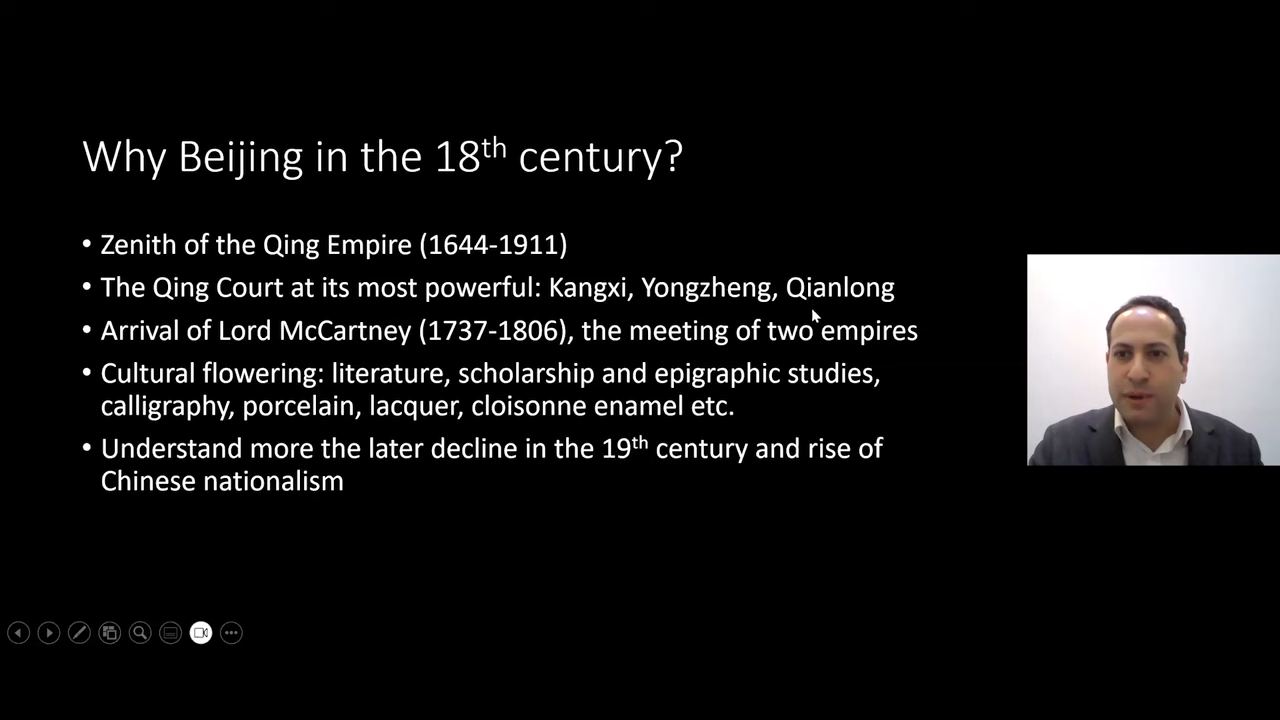 Why Beijing in the 18th century?
• Zenith of the Qing Empire (1644-1911)
• The Qing Court at its most powerful: Kangxi, Yongzheng, Qianlong
• Arrival of Lord McCartney (1737-1806), the meeting of two empires
• Cultural flowering: literature, scholarship and epigraphic studies,
calligraphy, porcelain, lacquer, cloisonne enamel etc.
• Understand more the later decline in the 19th century and rise of
Chinese nationalism